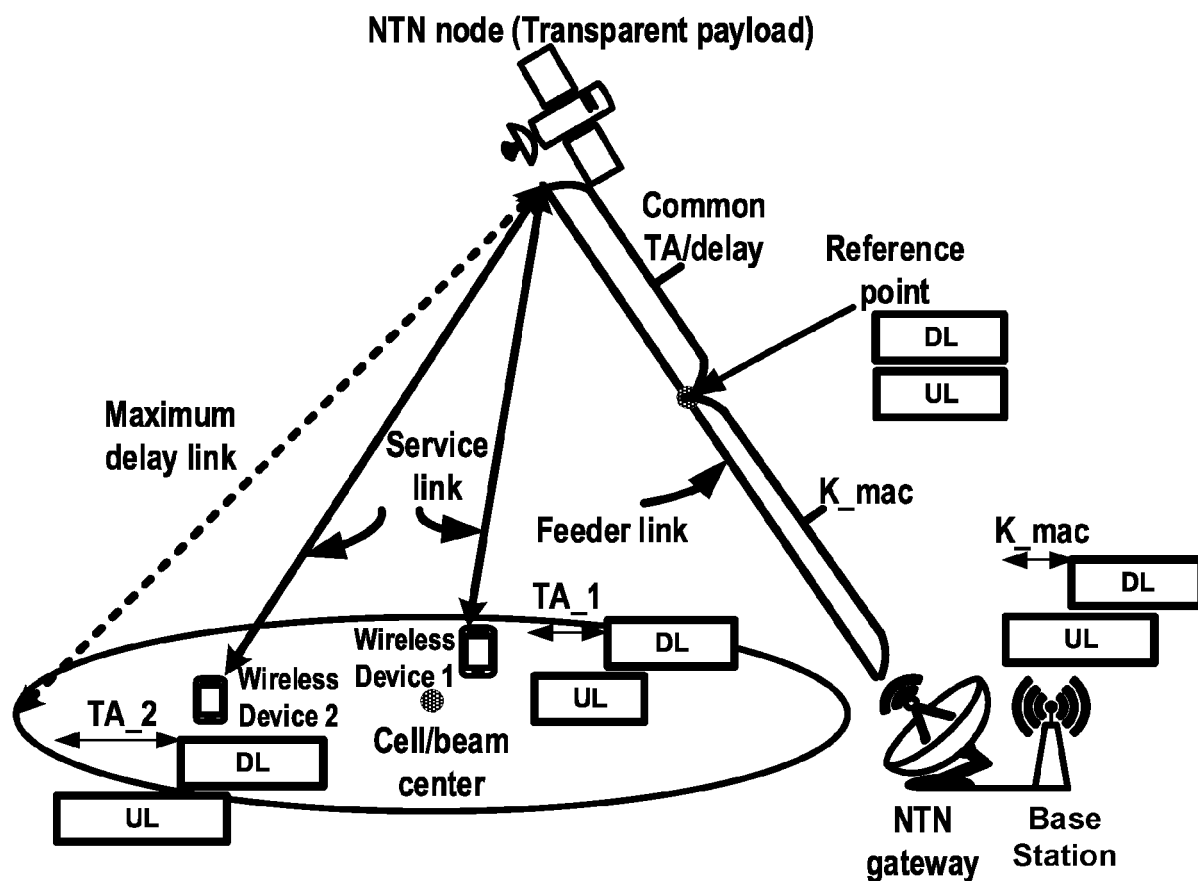 NTN node (Transparent payload)
Common
TA/delay
Reference
point
DL
UL
Maximum
delay link
Service
link
Feeder link
K_mac
K_mac
DL
UL
TA_1
DL
UL
Wireless
Device 1
Wireless
Device 2
TA_2
DL
UL
Cell/beam
center
NTN
gateway
Base
Station